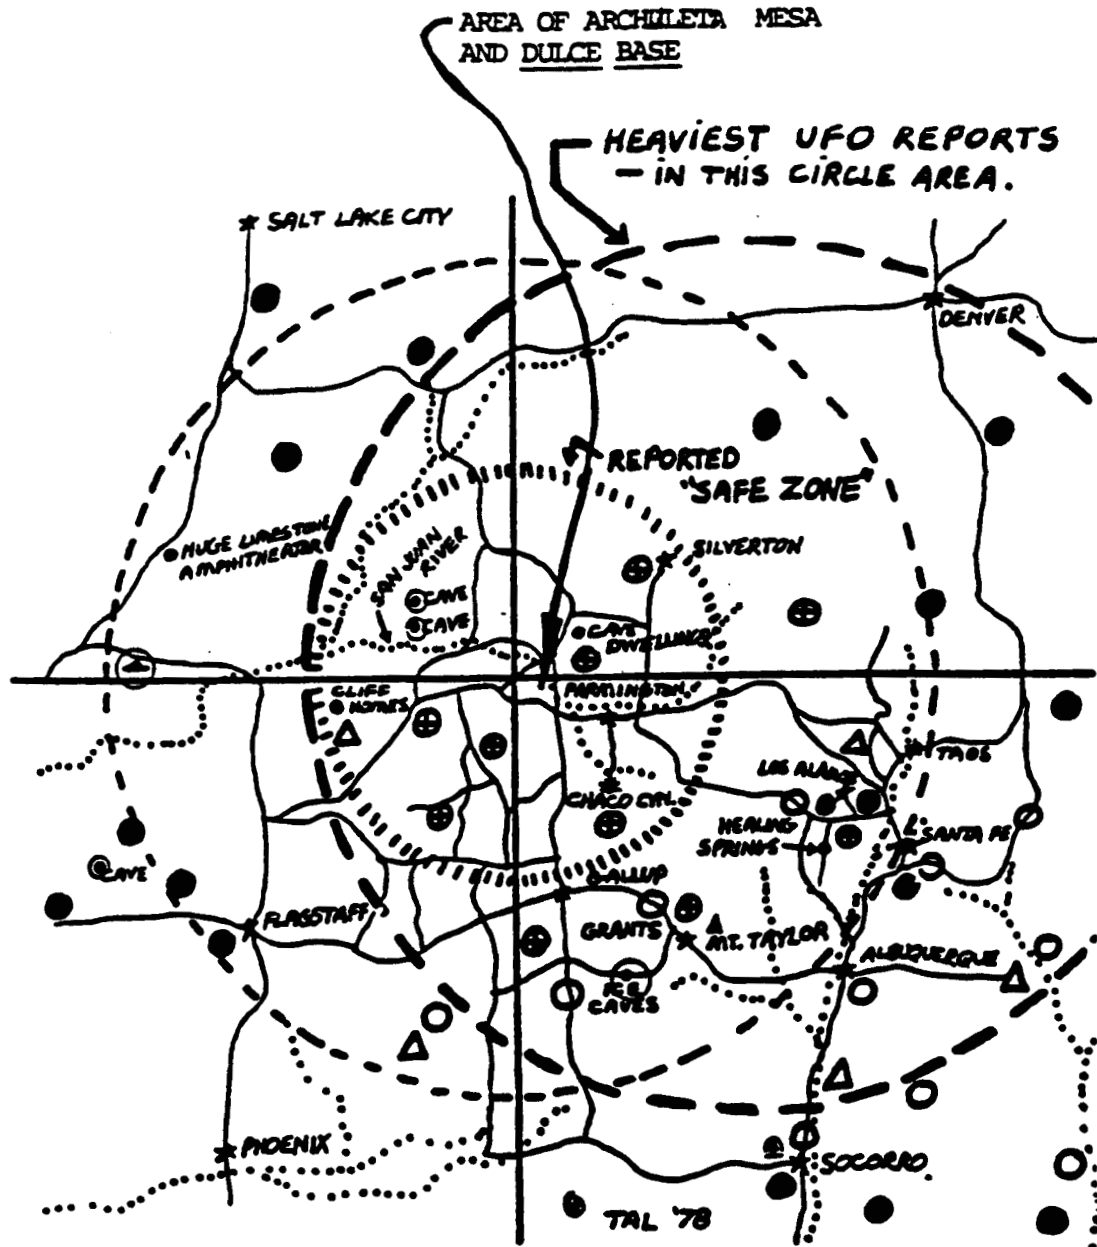 AREA OF ARCHULETA MESA
AND DULCE BASE
HEAVIEST UFO REPORTS
- IN THIS CIRCLE AREA.
SALT LAKE CITY
DENVER
REPORTED
"SAFE ZONE"
HUGE LIMESTONE
AMPHITHEATOR
SAN JUAN
RIVER
SILVERTON
CAVE
CAVE
CAVE
DWELLINGS
CLIFF
HOMES
FARMINGTON
TAOS
LOS ALAMOS
CHACO CYN.
HEALING
SPRINGS
SANTA FE
CAVE
GALLUP
FLAGSTAFF
GRANTS
MT. TAYLOR
ALBUQUERQUE
ICE
CAVES
PHOENIX
SOCORRO
TAL '78